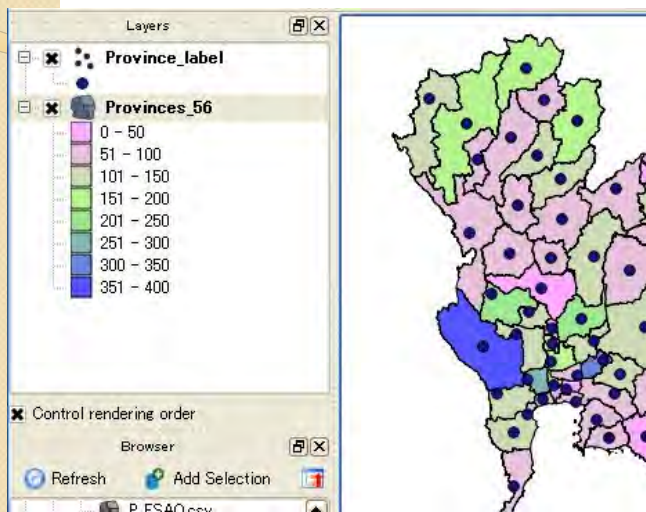 Layers
Province_label
Provinces_56
0 - 50
51 - 100
101 - 150
151 - 200
201 - 250
251 - 300
300 - 350
351 - 400
Control rendering order
Browser
Refresh Add Selection